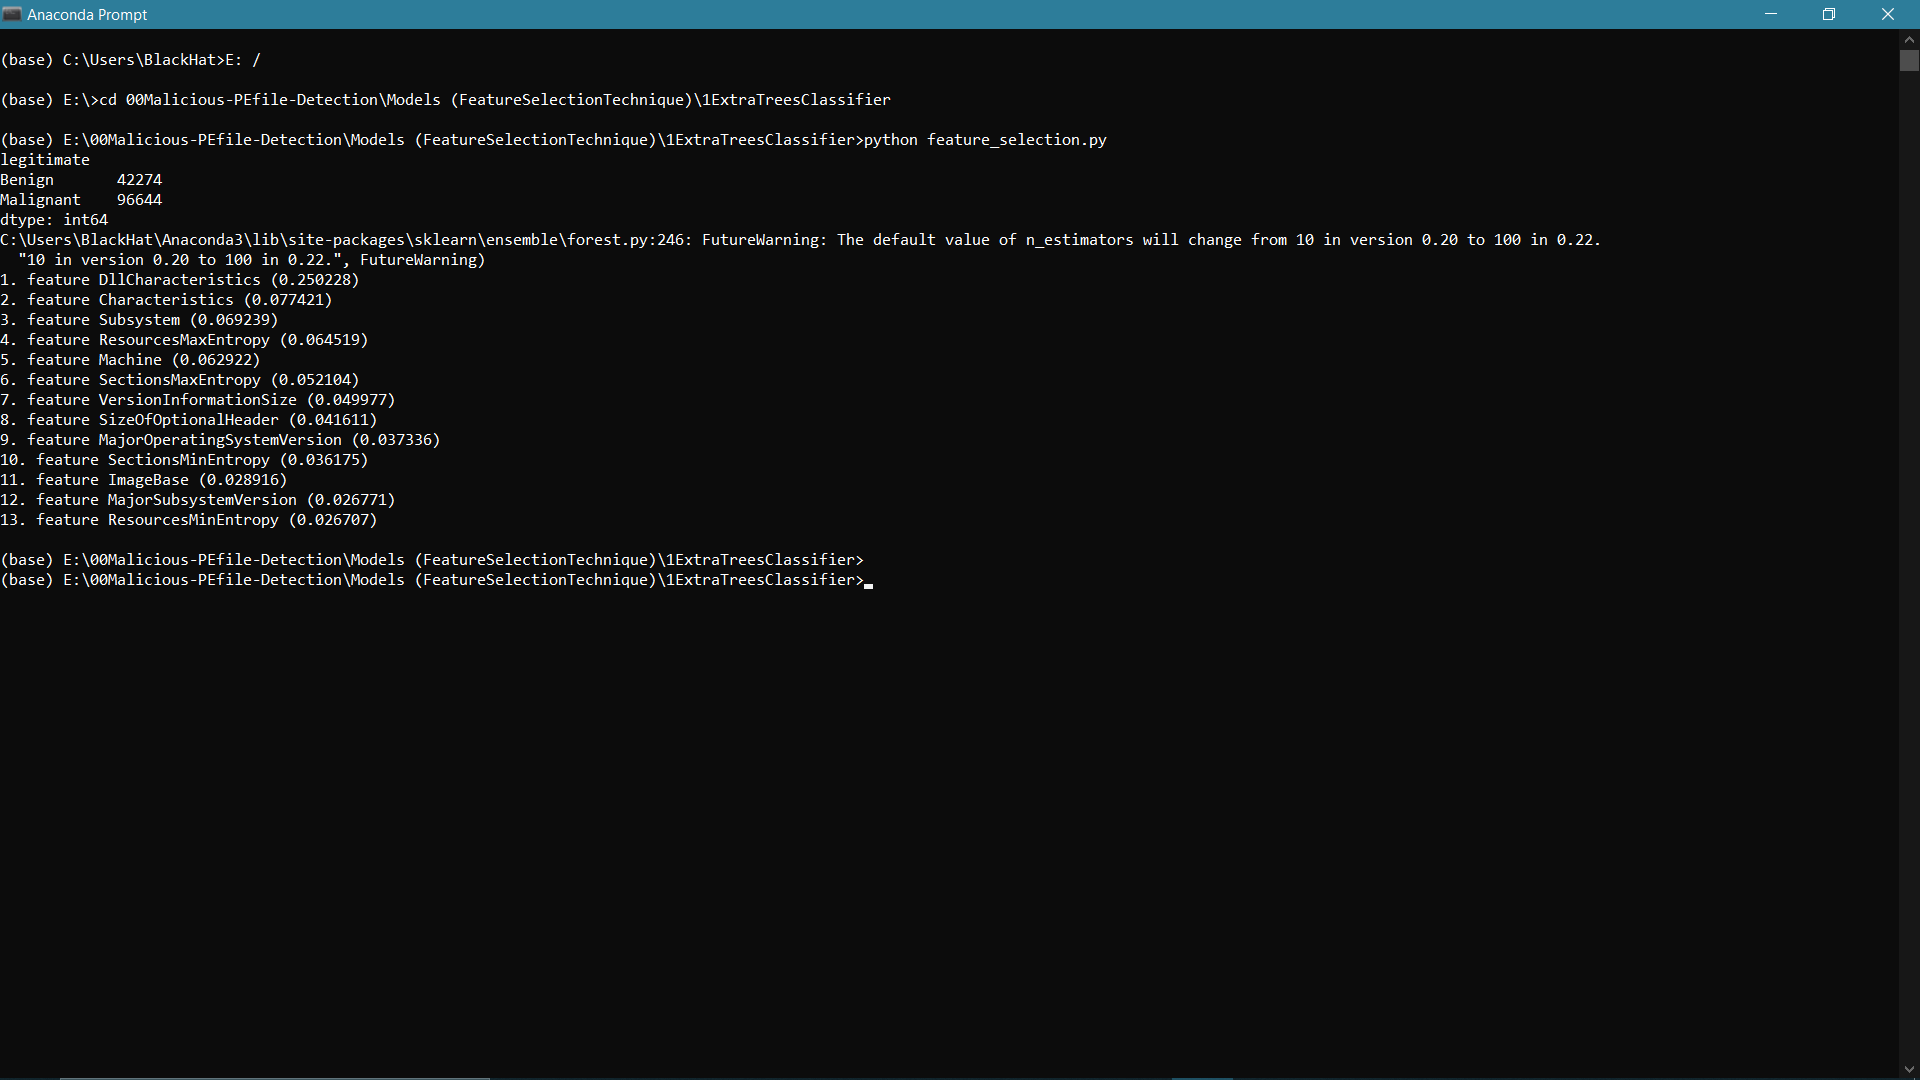 Anaconda Prompt
(base) C:\Users\BlackHat>E: /
(base) E:\>cd 00Malicious-PEfile-Detection\Models (FeatureSelectionTechnique)\1ExtraTreesClassifier
(base) E:\00Malicious-PEfile-Detection\Models (FeatureSelectionTechnique)\1ExtraTreesClassifier>python feature_selection.py
legitimate
Benign       42274
Malignant    96644
dtype: int64
C:\Users\BlackHat\Anaconda3\lib\site-packages\sklearn\ensemble\forest.py:246: FutureWarning: The default value of n_estimators will change from 10 in version 0.20 to 100 in 0.22.
  "10 in version 0.20 to 100 in 0.22.", FutureWarning)
1. feature DllCharacteristics (0.250228)
2. feature Characteristics (0.077421)
3. feature Subsystem (0.069239)
4. feature ResourcesMaxEntropy (0.064519)
5. feature Machine (0.062922)
6. feature SectionsMaxEntropy (0.052104)
7. feature VersionInformationSize (0.049977)
8. feature SizeOfOptionalHeader (0.041611)
9. feature MajorOperatingSystemVersion (0.037336)
10. feature SectionsMinEntropy (0.036175)
11. feature ImageBase (0.028916)
12. feature MajorSubsystemVersion (0.026771)
13. feature ResourcesMinEntropy (0.026707)
(base) E:\00Malicious-PEfile-Detection\Models (FeatureSelectionTechnique)\1ExtraTreesClassifier>
(base) E:\00Malicious-PEfile-Detection\Models (FeatureSelectionTechnique)\1ExtraTreesClassifier>